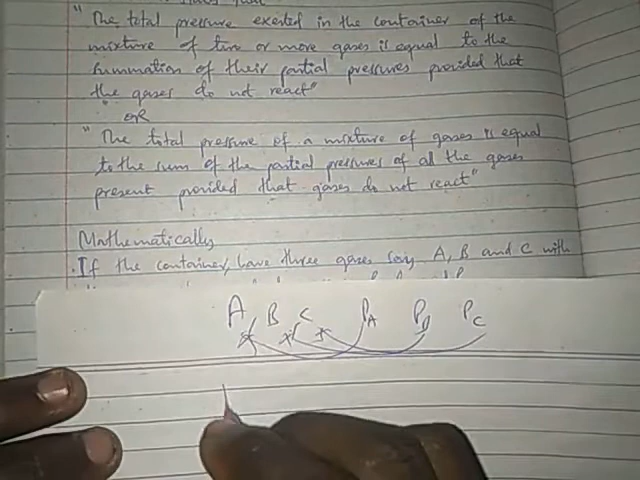 "The total pressure exerted in the container of the
mixture of two or more gases is equal to the
summation of their partial pressures provided that
the gases do not react"
OR
"The total pressure of a mixture of gases is equal
to the sum of the partial pressures of all the gases
present provided that gases do not react"
Mathematically
If the container, have three gases say A, B and C with
A, B C PA PB PC